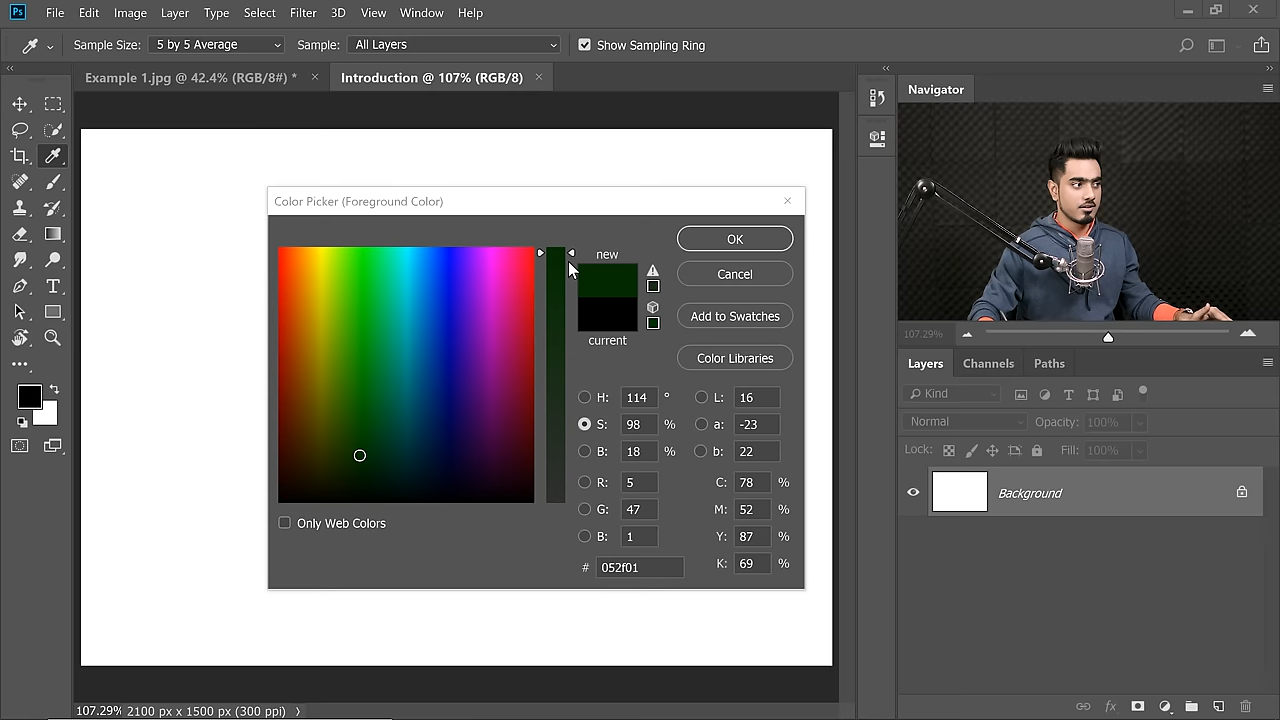 Ps File Edit Image Layer Type Select Filter 3D View Window Help
Sample Size: 5 by 5 Average Sample: All Layers Show Sampling Ring
Example 1.jpg @ 42.4% (RGB/8#) * × Introduction @ 107% (RGB/8) ×
Navigator
Color Picker (Foreground Color)
new
OK
Cancel
Add to Swatches
current
Color Libraries
H: 114 ° L: 16
S: 98 % a: -23
B: 18 % b: 22
R: 5 C: 78 %
G: 47 M: 52 %
B: 1 Y: 87 %
# 052f01 K: 69 %
Only Web Colors
107.29%
Layers Channels Paths
Kind
Normal Opacity: 100%
Lock: Fill: 100%
Background
fx
107.29% 2100 px x 1500 px (300 ppi)